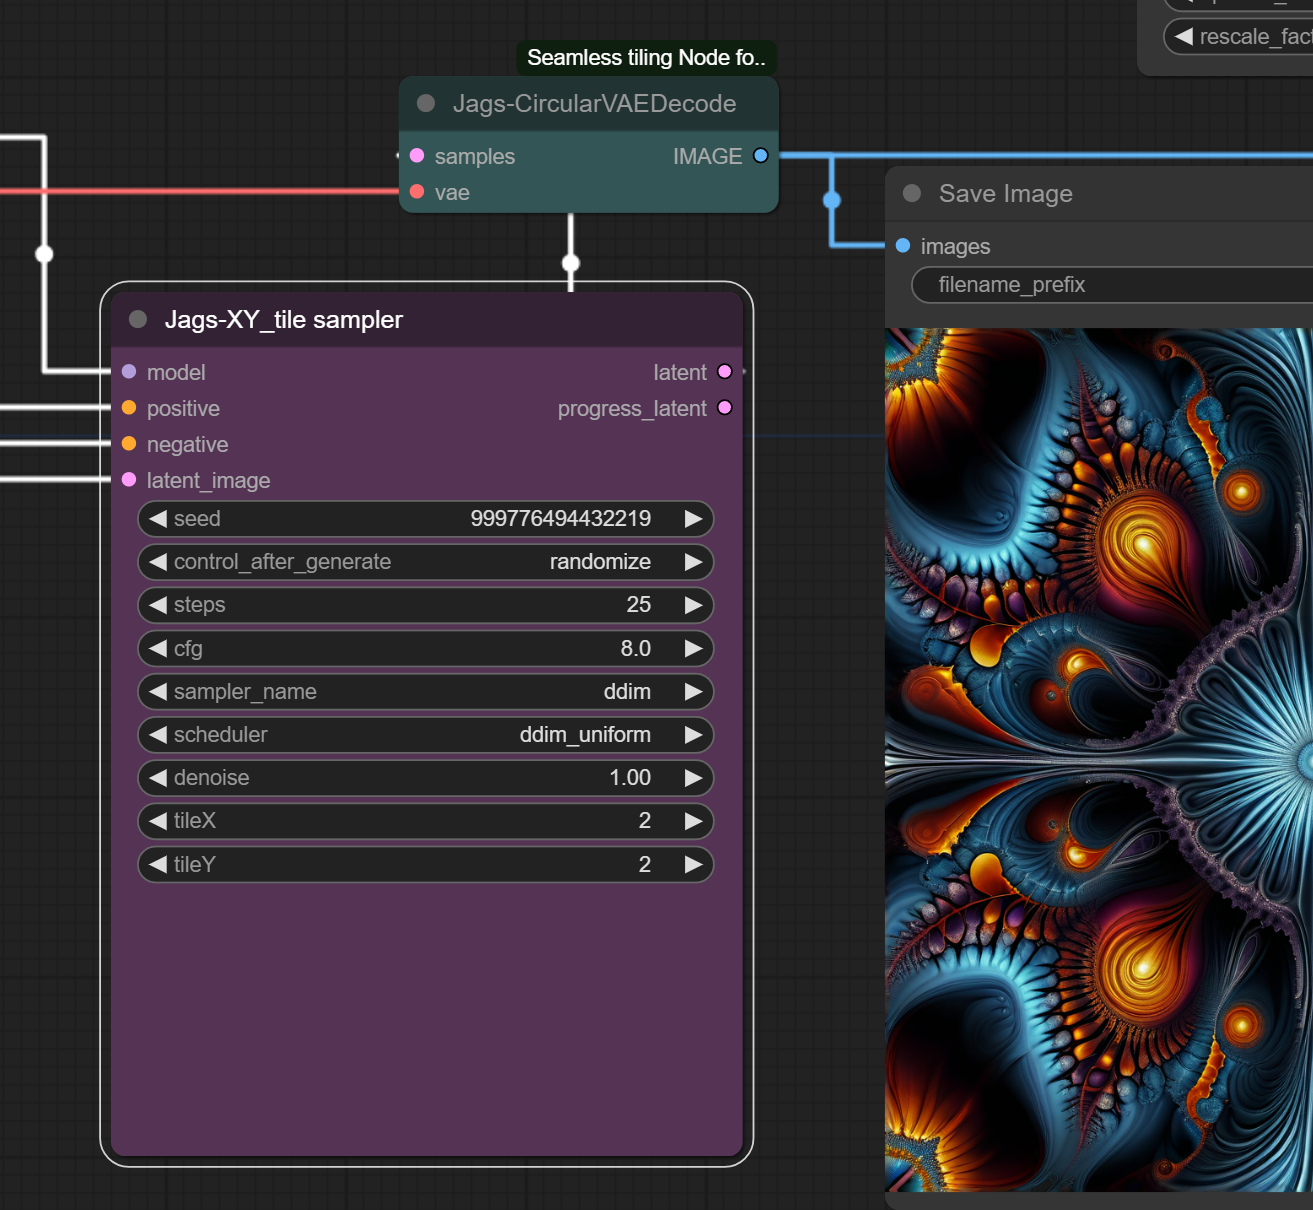 rescale_fact
Seamless tiling Node fo..
Jags-CircularVAEDecode
samples IMAGE
vae
Save Image
images
filename_prefix
Jags-XY_tile sampler
model latent
positive progress_latent
negative
latent_image
seed 999776494432219
control_after_generate randomize
steps 25
cfg 8.0
sampler_name ddim
scheduler ddim_uniform
denoise 1.00
tileX 2
tileY 2